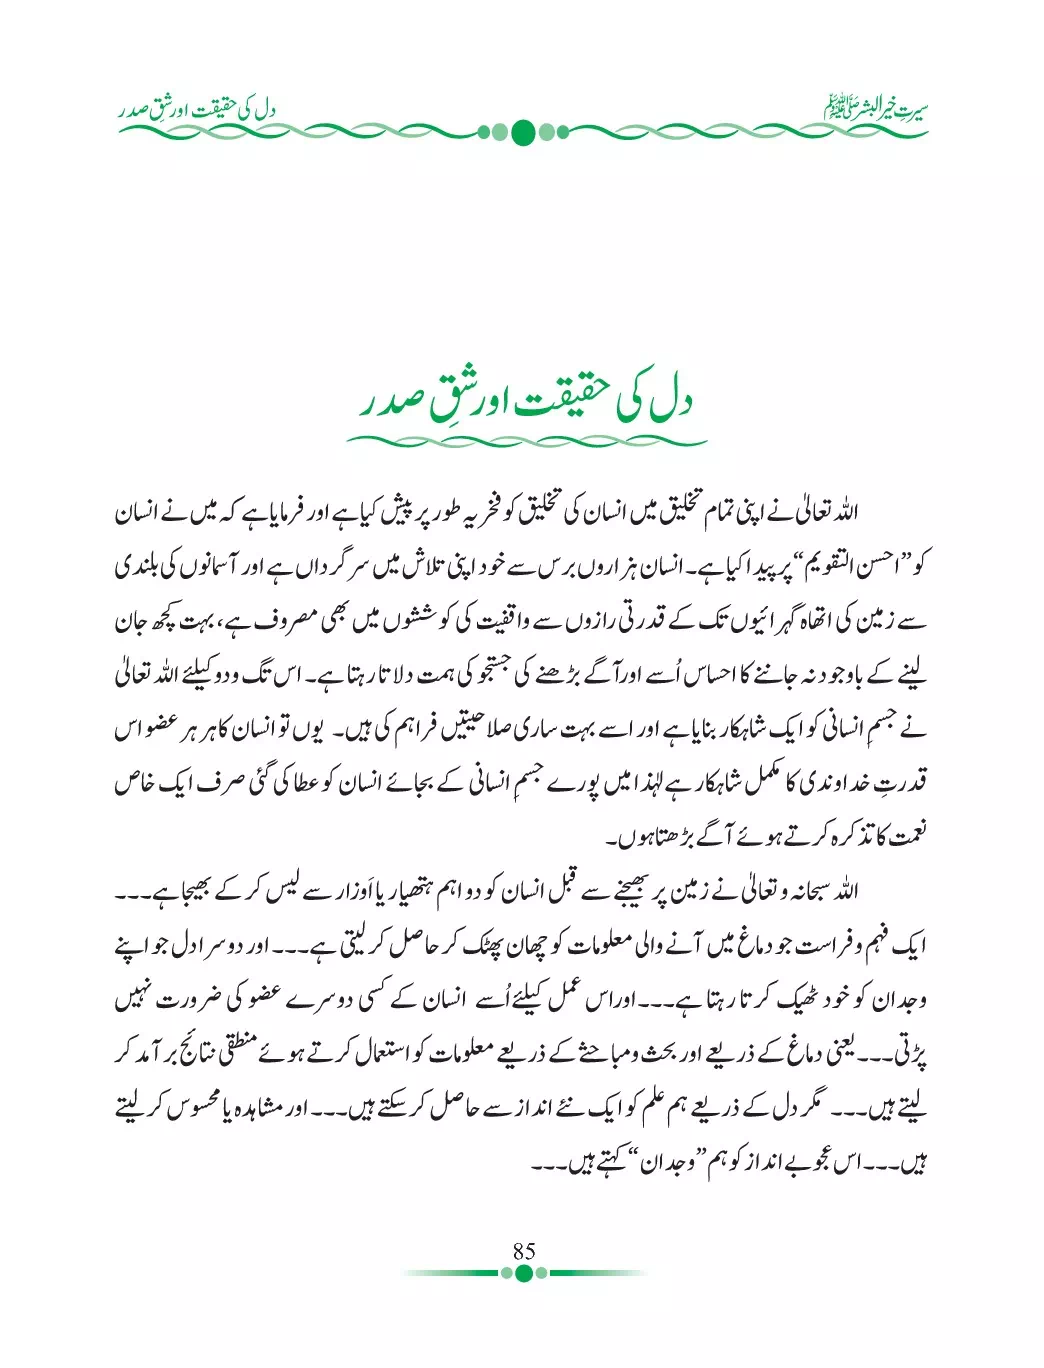 سیرتِ خیرالبشر ﷺ
دل کی حقیقت اور شقِ صدر
دل کی حقیقت اور شقِ صدر
اللہ تعالیٰ نے اپنی تمام تخلیق میں انسان کی تخلیق کو فخریہ طور پر پیش کیا ہے اور فرمایا ہے کہ میں نے انسان
کو ”احسن التقویم“ پر پیدا کیا ہے۔ انسان ہزاروں برس سے خود اپنی تلاش میں سرگرداں ہے اور آسمانوں کی بلندی
سے زمین کی اتھاہ گہرائیوں تک کے قدرتی رازوں سے واقفیت کی کوششوں میں بھی مصروف ہے، بہت کچھ جان
لینے کے باوجود نہ جاننے کا احساس اُسے اور آگے بڑھنے کی جستجو کی ہمت دلاتا رہتا ہے۔ اس تگ ودو کیلئے اللہ تعالیٰ
نے جسمِ انسانی کو ایک شاہکار بنایا ہے اور اسے بہت ساری صلاحیتیں فراہم کی ہیں۔ یوں تو انسان کا ہر ہر عضو اس
قدرتِ خداوندی کا مکمل شاہکار ہے لہٰذا میں پورے جسمِ انسانی کے بجائے انسان کو عطا کی گئی صرف ایک خاص
نعمت کا تذکرہ کرتے ہوئے آگے بڑھتا ہوں۔
اللہ سبحانہ و تعالیٰ نے زمین پر بھیجنے سے قبل انسان کو دو اہم ہتھیار یا اَوزار سے لیس کر کے بھیجا ہے۔۔۔
ایک فہم و فراست جو دماغ میں آنے والی معلومات کو چھان پھٹک کر حاصل کر لیتی ہے۔۔۔ اور دوسرا دل جو اپنے
وجدان کو خود ٹھیک کرتا رہتا ہے۔۔۔ اور اس عمل کیلئے اُسے انسان کے کسی دوسرے عضو کی ضرورت نہیں
پڑتی۔۔۔ یعنی دماغ کے ذریعے اور بحث و مباحثے کے ذریعے معلومات کو استعمال کرتے ہوئے منطقی نتائج برآمد کر
لیتے ہیں۔۔۔ مگر دل کے ذریعے ہم علم کو ایک نئے انداز سے حاصل کر سکتے ہیں۔۔۔ اور مشاہدہ یا محسوس کر لیتے
ہیں۔۔۔ اس عجوبے انداز کو ہم ”وجدان“ کہتے ہیں۔۔۔
85